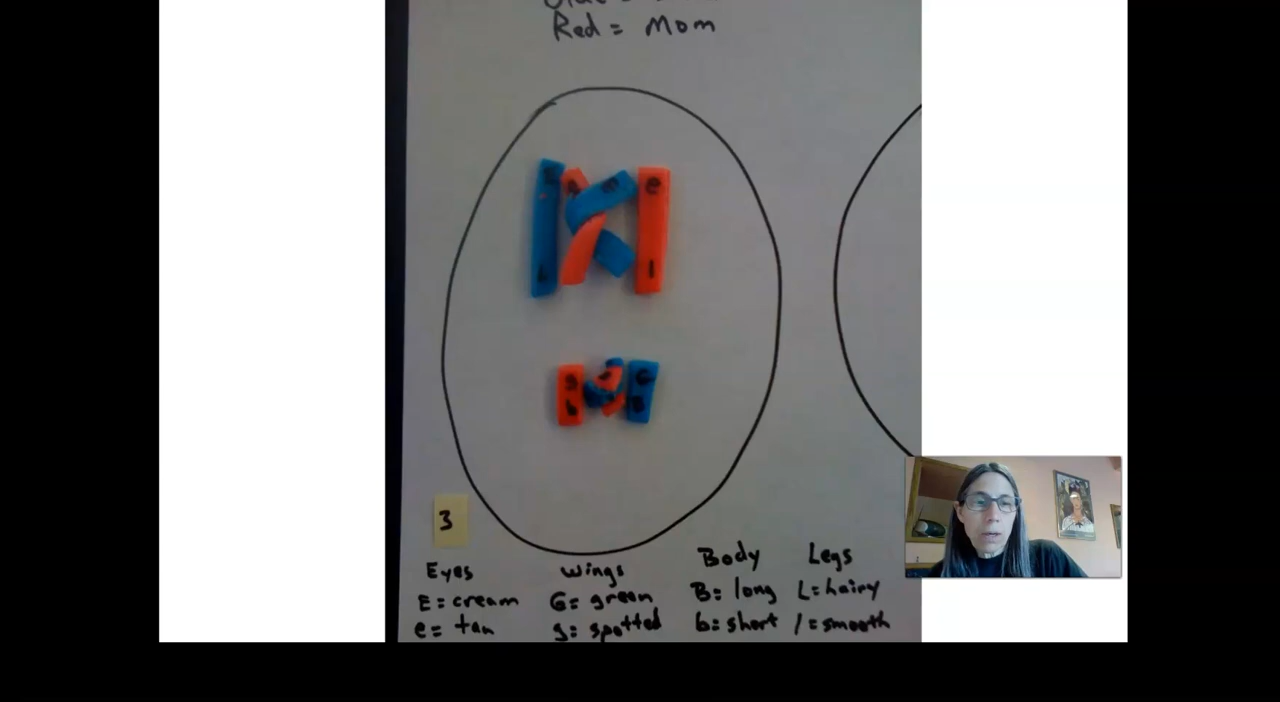 Red = Mom
E
e
e
L
l
g
G
b
B
3
Eyes Wings Body Legs
E = cream G = green B = long L = hairy
e = tan g = spotted b = short l = smooth